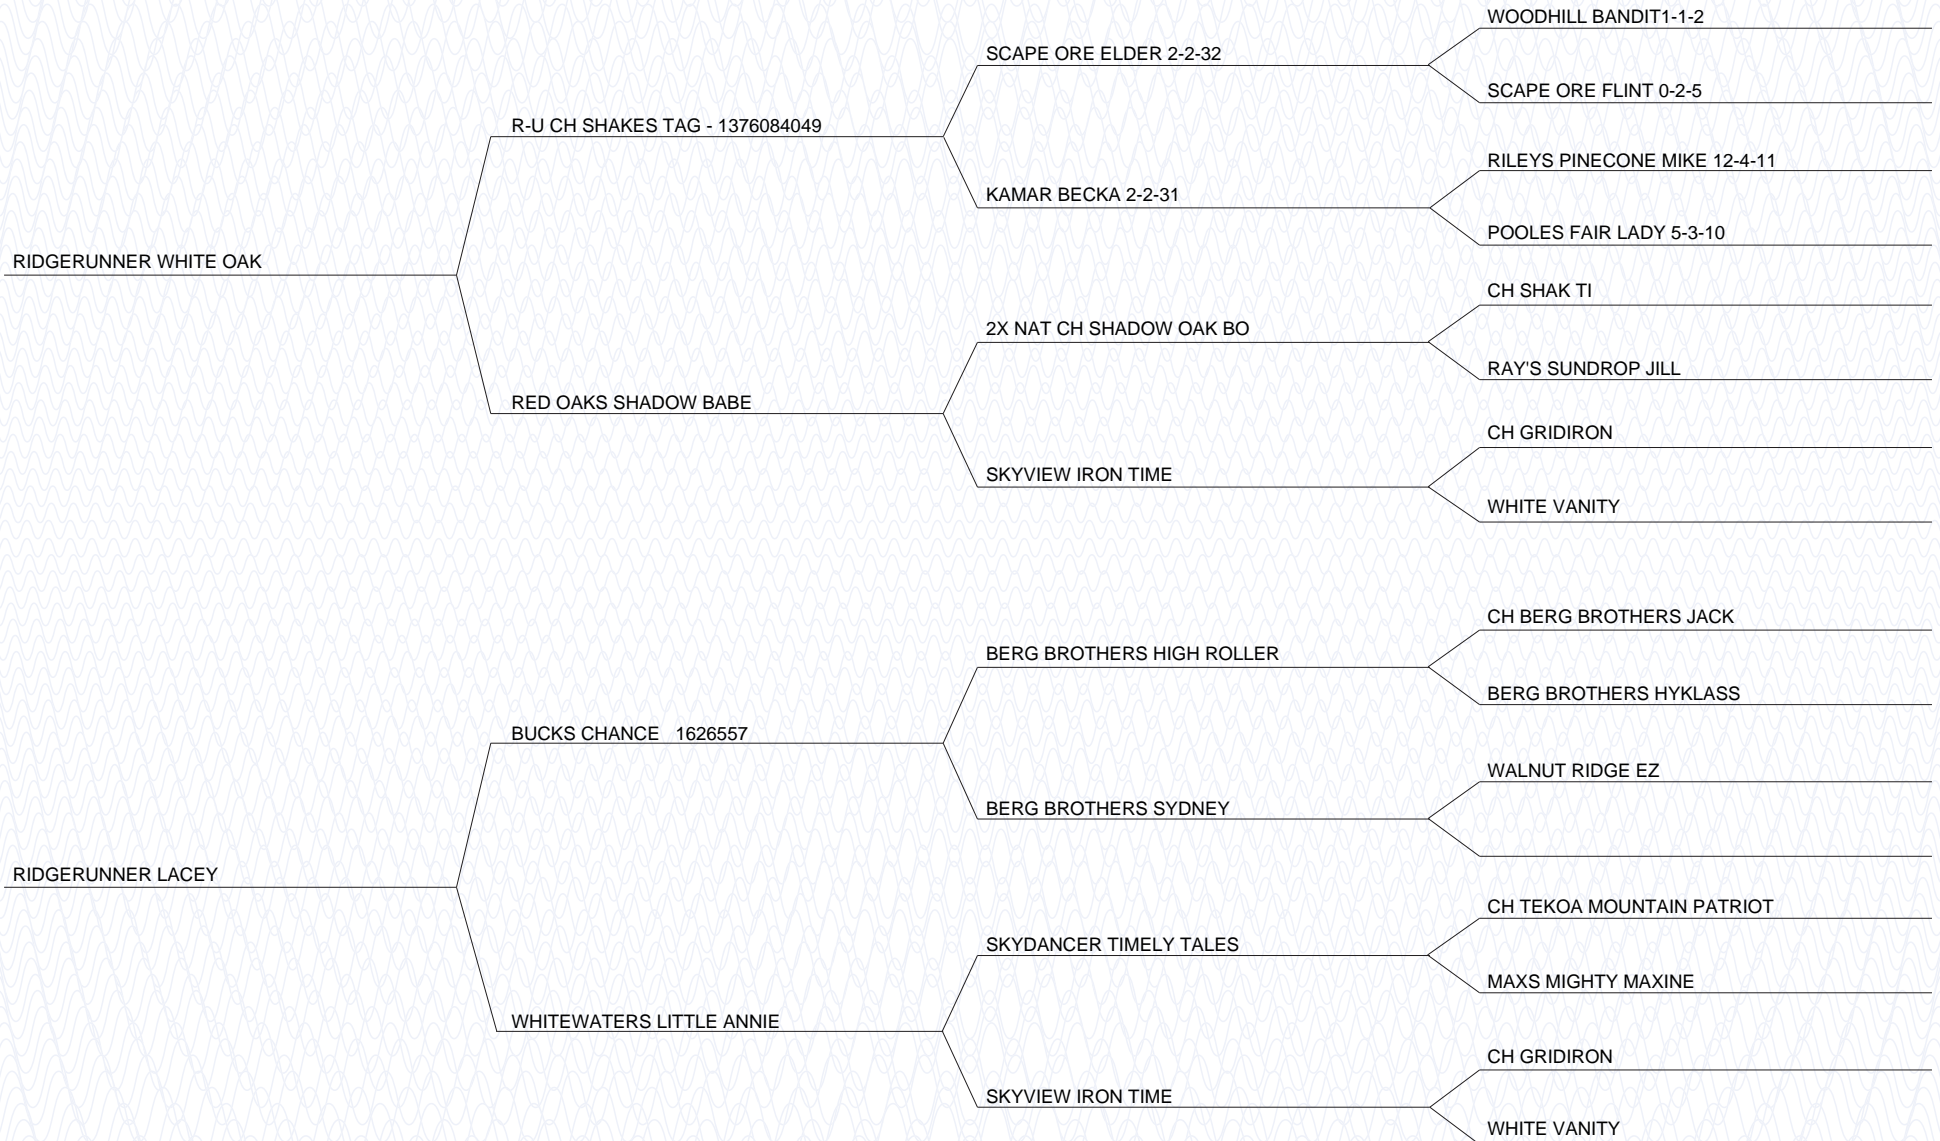 WOODHILL BANDIT1-1-2
SCAPE ORE ELDER 2-2-32
SCAPE ORE FLINT 0-2-5
R-U CH SHAKES TAG - 1376084049
RILEYS PINECONE MIKE 12-4-11
KAMAR BECKA 2-2-31
POOLES FAIR LADY 5-3-10
RIDGERUNNER WHITE OAK
CH SHAK TI
2X NAT CH SHADOW OAK BO
RAY'S SUNDROP JILL
RED OAKS SHADOW BABE
CH GRIDIRON
SKYVIEW IRON TIME
WHITE VANITY
CH BERG BROTHERS JACK
BERG BROTHERS HIGH ROLLER
BERG BROTHERS HYKLASS
BUCKS CHANCE   1626557
WALNUT RIDGE EZ
BERG BROTHERS SYDNEY
RIDGERUNNER LACEY
CH TEKOA MOUNTAIN PATRIOT
SKYDANCER TIMELY TALES
MAXS MIGHTY MAXINE
WHITEWATERS LITTLE ANNIE
CH GRIDIRON
SKYVIEW IRON TIME
WHITE VANITY